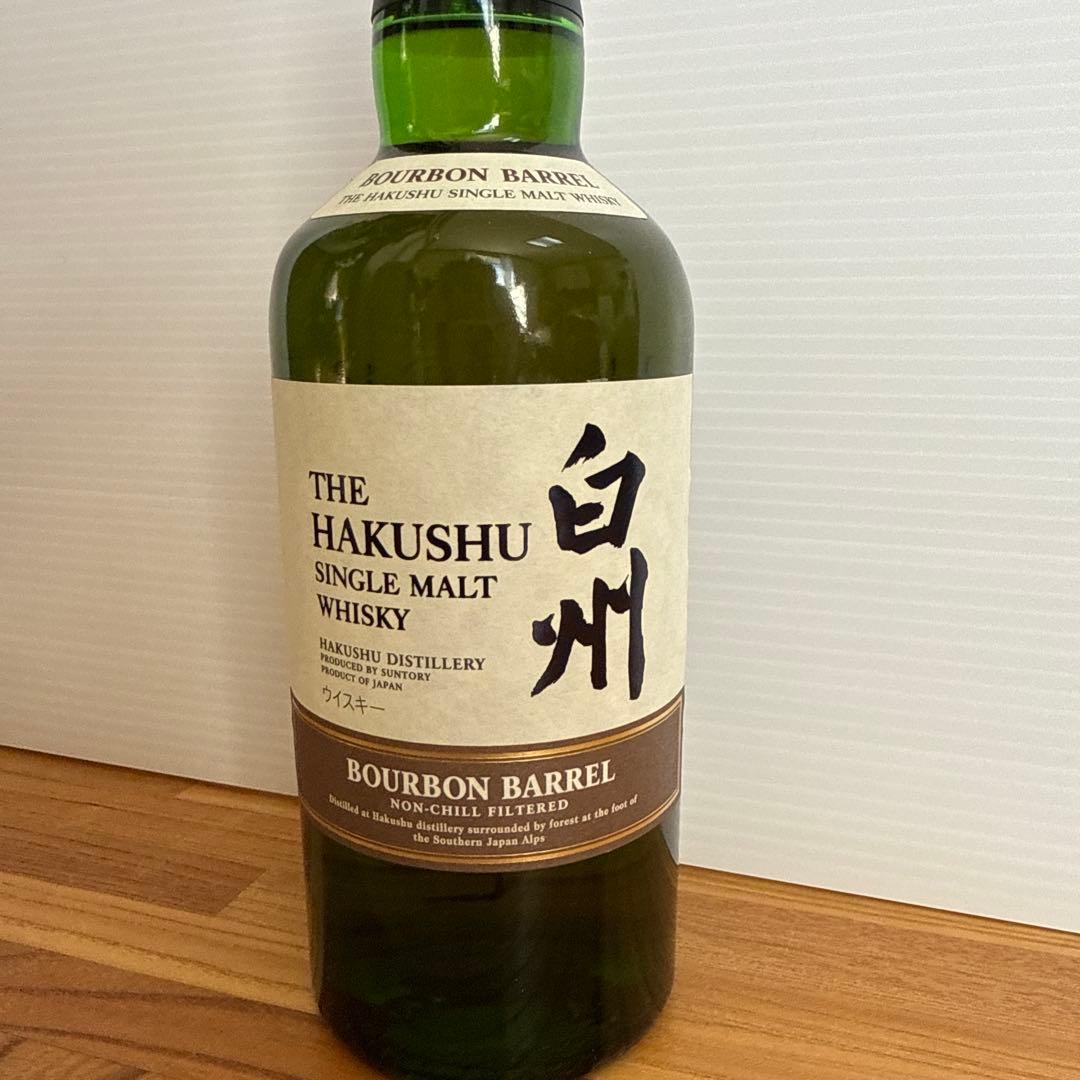 BOURBON BARREL
THE HAKUSHU SINGLE MALT WHISKY
THE
HAKUSHU
SINGLE MALT
WHISKY
白州
HAKUSHU DISTILLERY
PRODUCED BY SUNTORY
PRODUCT OF JAPAN
ウイスキー
BOURBON BARREL
NON-CHILL FILTERED
Distilled at Hakushu distillery surrounded by forest at the foot of
the Southern Japan Alps